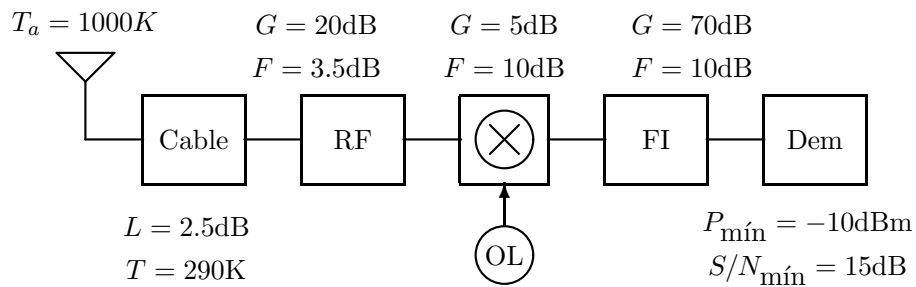 T_a = 1000K
G = 20dB
F = 3.5dB
G = 5dB
F = 10dB
G = 70dB
F = 10dB
Cable
RF
FI
Dem
L = 2.5dB
T = 290K
OL
P_mín = −10dBm
S/N_mín = 15dB